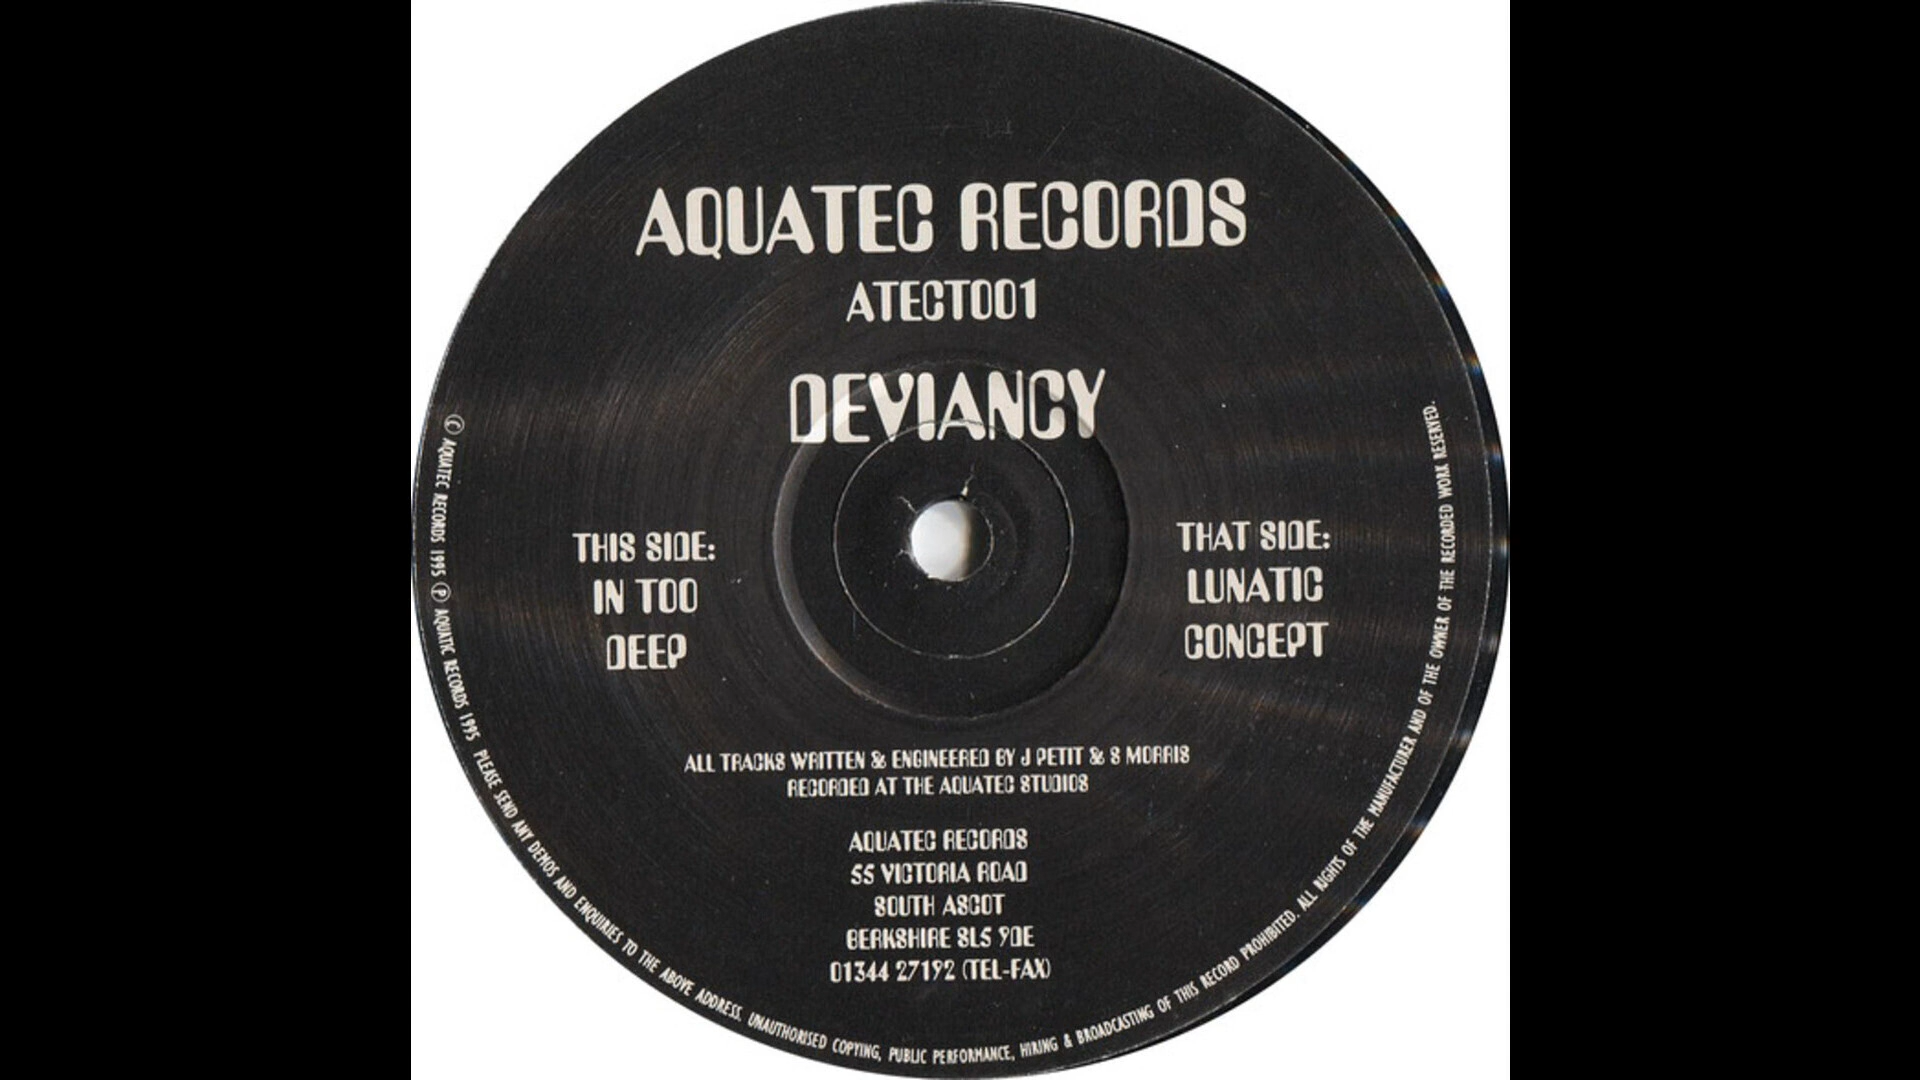 AQUATEC RECORDS
ATECT001
DEVIANCY
THIS SIDE:
IN TOO
DEEP
THAT SIDE:
LUNATIC
CONCEPT
ALL TRACKS WRITTEN & ENGINEERED BY J PETIT & S MORRIS
RECORDED AT THE AQUATEC STUDIOS
AQUATEC RECORDS
55 VICTORIA ROAD
SOUTH ASCOT
BERKSHIRE SL5 9DE
01344 27192 (TEL-FAX)
© AQUATEC RECORDS 1995 ℗ AQUATIC RECORDS 1995 PLEASE SEND ANY DEMOS AND ENQUIRIES TO THE ABOVE ADDRESS. UNAUTHORISED COPYING, PUBLIC PERFORMANCE, HIRING & BROADCASTING OF THIS RECORD PROHIBITED. ALL RIGHTS OF THE MANUFACTURER AND OF THE OWNER OF THE RECORDED WORK RESERVED.